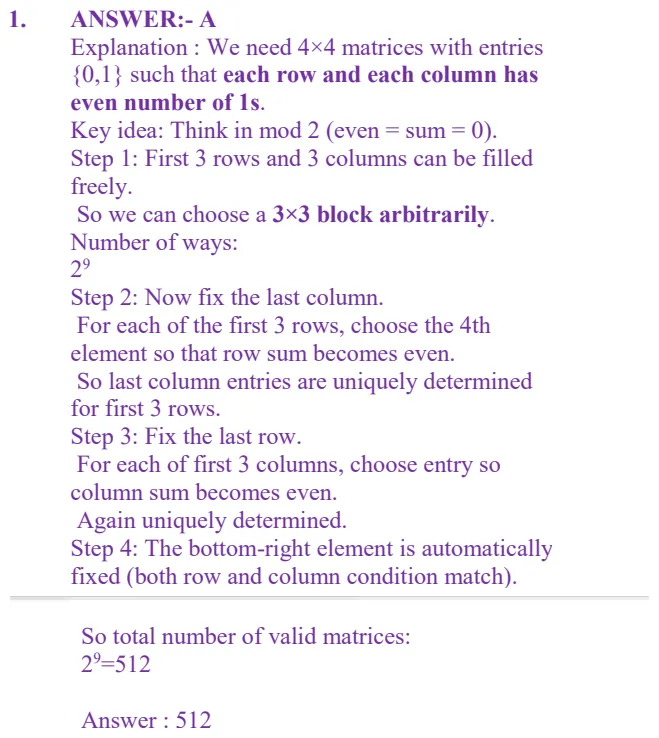 1. ANSWER:- A
Explanation : We need 4×4 matrices with entries
{0,1} such that each row and each column has
even number of 1s.
Key idea: Think in mod 2 (even = sum = 0).
Step 1: First 3 rows and 3 columns can be filled
freely.
So we can choose a 3×3 block arbitrarily.
Number of ways:
2⁹
Step 2: Now fix the last column.
For each of the first 3 rows, choose the 4th
element so that row sum becomes even.
So last column entries are uniquely determined
for first 3 rows.
Step 3: Fix the last row.
For each of first 3 columns, choose entry so
column sum becomes even.
Again uniquely determined.
Step 4: The bottom-right element is automatically
fixed (both row and column condition match).
So total number of valid matrices:
2⁹=512
Answer : 512